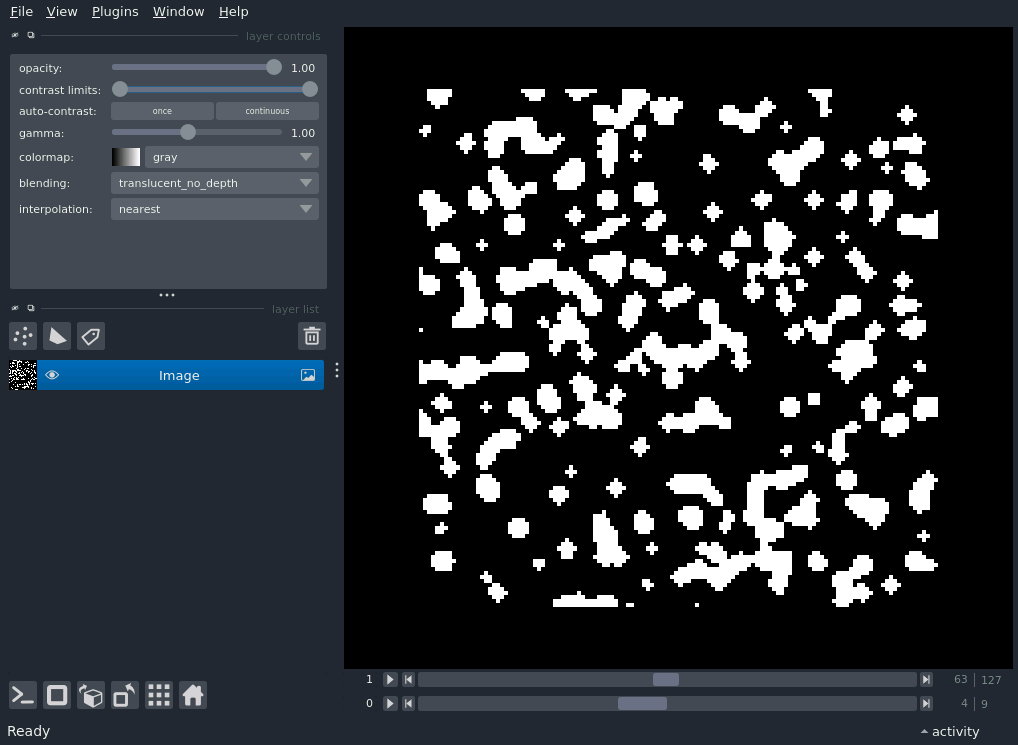 File View Plugins Window Help
layer controls
opacity: 1.00
contrast limits:
auto-contrast: once continuous
gamma: 1.00
colormap: gray
blending: translucent_no_depth
interpolation: nearest
layer list
Image
1 63 127
0 4 9
Ready activity